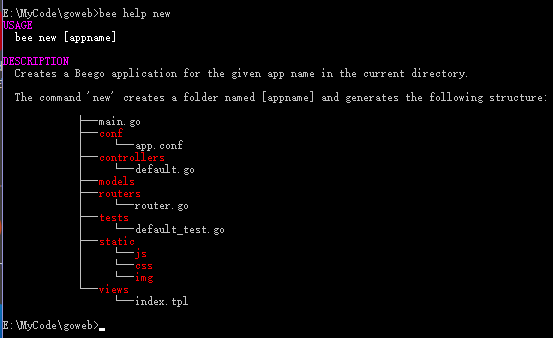 E:\MyCode\goweb>bee help new
USAGE
bee new [appname]
DESCRIPTION
Creates a Beego application for the given app name in the current directory.
The command 'new' creates a folder named [appname] and generates the following structure:
├──main.go
├──conf
│   └──app.conf
├──controllers
│   └──default.go
├──models
├──routers
│   └──router.go
├──tests
│   └──default_test.go
├──static
│   └──js
│   └──css
│   └──img
└──views
└──index.tpl
E:\MyCode\goweb>